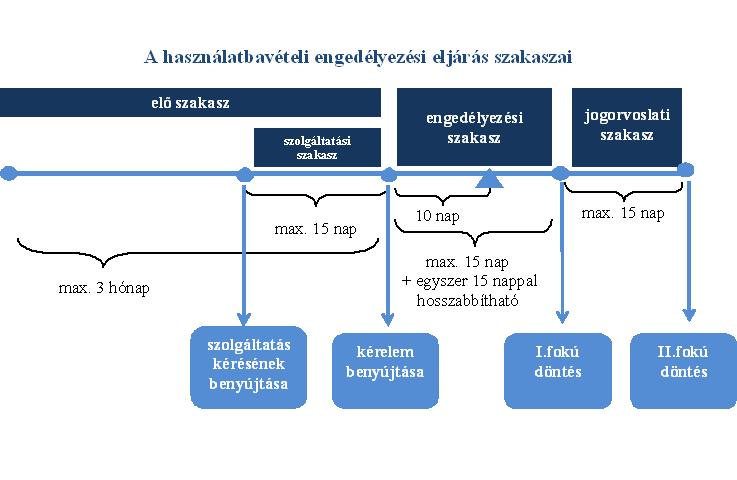 A használatbavételi engedélyezési eljárás szakaszai
elő szakasz
szolgáltatási
szakasz
engedélyezési
szakasz
jogorvoslati
szakasz
max. 15 nap
10 nap
max. 15 nap
max. 3 hónap
max. 15 nap
+ egyszer 15 nappal
hosszabbítható
szolgáltatás
kérésének
benyújtása
kérelem
benyújtása
I.fokú
döntés
II.fokú
döntés